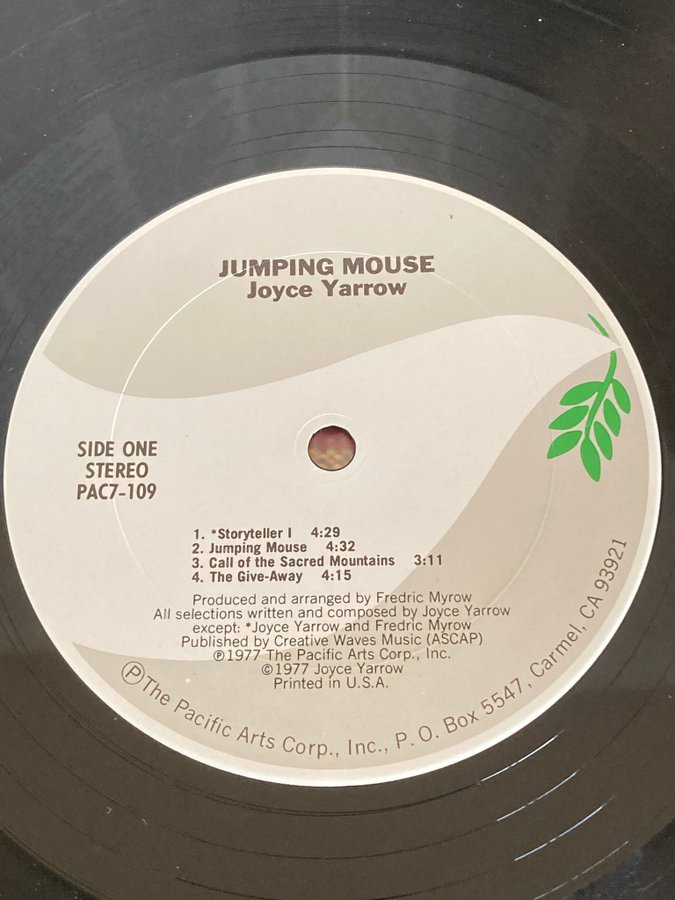 JUMPING MOUSE
Joyce Yarrow
SIDE ONE
STEREO
PAC7-109
1. *Storyteller I 4:29
2. Jumping Mouse 4:32
3. Call of the Sacred Mountains 3:11
4. The Give-Away 4:15
Produced and arranged by Fredric Myrow
All selections written and composed by Joyce Yarrow
except: *Joyce Yarrow and Fredric Myrow
Published by Creative Waves Music (ASCAP)
℗1977 The Pacific Arts Corp., Inc.
©1977 Joyce Yarrow
Printed in U.S.A.
℗The Pacific Arts Corp., Inc., P. O. Box 5547, Carmel, CA 93921